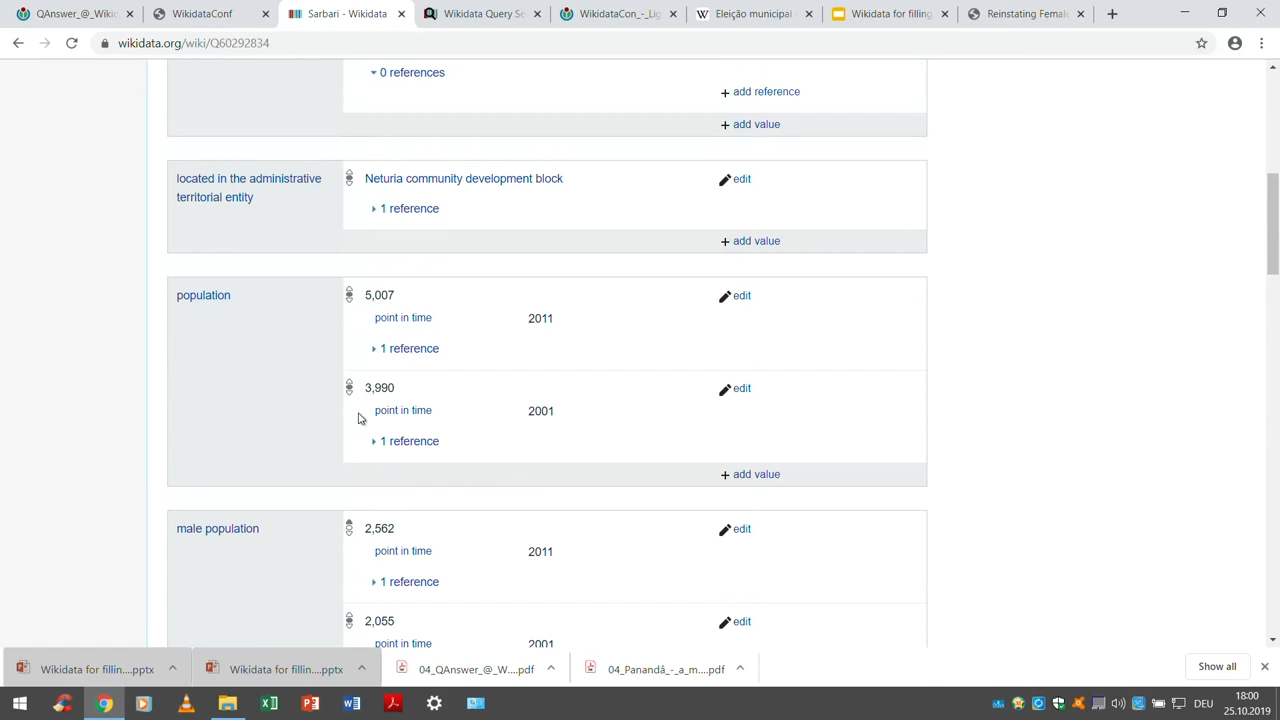 QAnswer_@_Wikin
WikidataConf
Sarbari - Wikidata
Wikidata Query Se
WikidataCon_-_Lig
Eleição municipal
Wikidata for filling
Reinstating Female
wikidata.org/wiki/Q60292834
0 references
+ add reference
+ add value
located in the administrative
territorial entity
Neturia community development block
edit
1 reference
+ add value
population
5,007
edit
point in time
2011
1 reference
3,990
edit
point in time
2001
1 reference
+ add value
male population
2,562
edit
point in time
2011
1 reference
2,055
edit
point in time
2001
Wikidata for fillin....pptx
Wikidata for fillin....pptx
04_QAnswer_@_W....pdf
04_Panandâ_-_a_m....pdf
Show all
DEU
18:00
25.10.2019